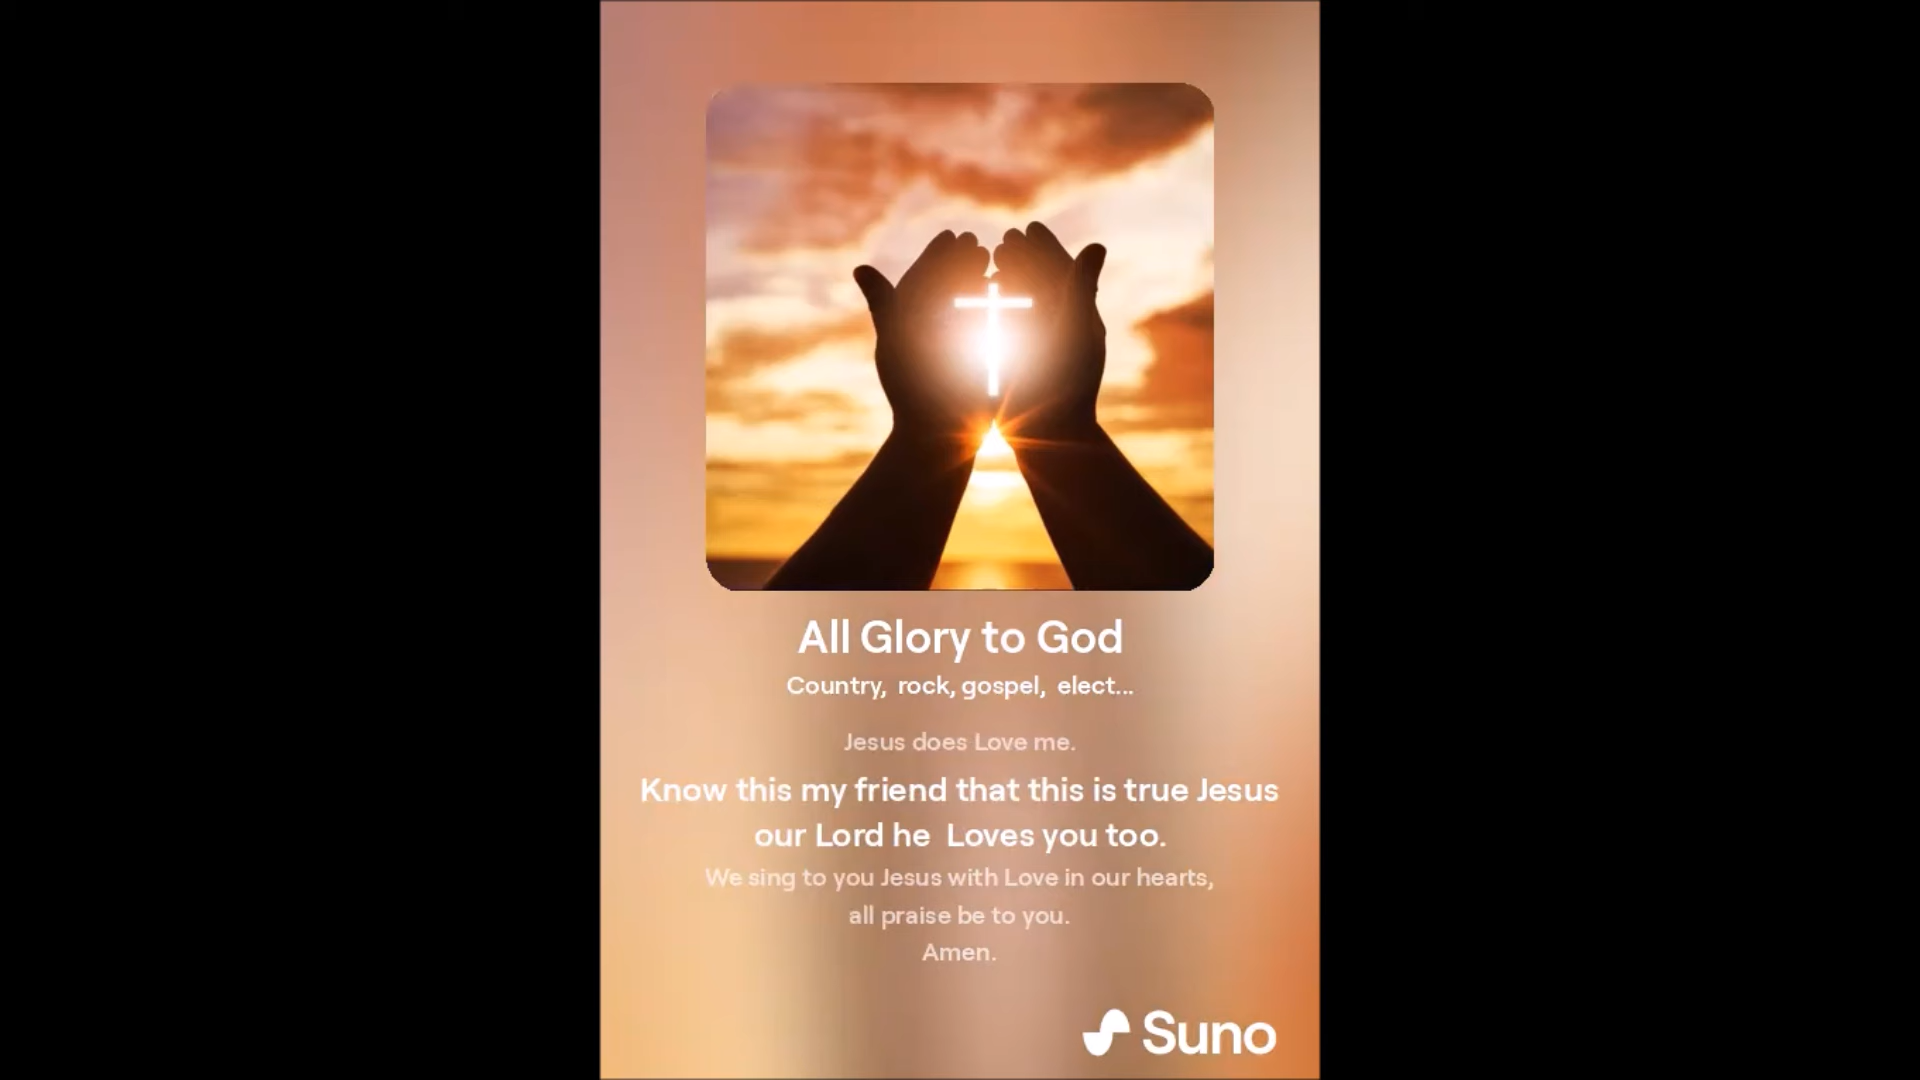 All Glory to God
Country, rock, gospel, elect...
Jesus does Love me.
Know this my friend that this is true Jesus
our Lord he Loves you too.
We sing to you Jesus with Love in our hearts,
all praise be to you.
Amen.
Suno